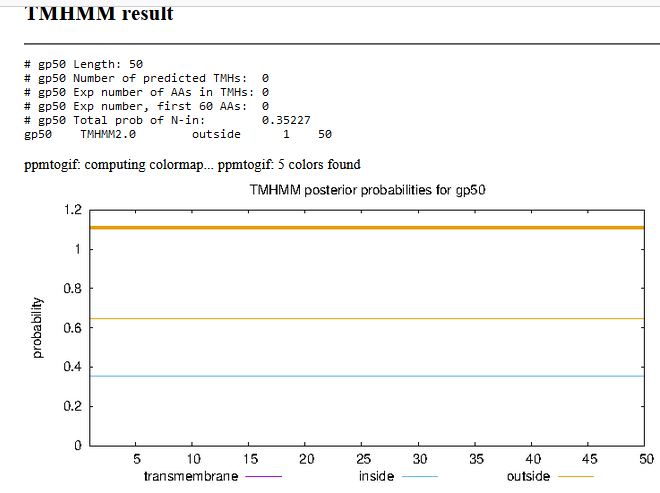 TMHMM result
# gp50 Length: 50
# gp50 Number of predicted TMHs:  0
# gp50 Exp number of AAs in TMHs: 0
# gp50 Exp number, first 60 AAs:  0
# gp50 Total prob of N-in:        0.35227
gp50    TMHMM2.0        outside      1    50
ppmtogif: computing colormap... ppmtogif: 5 colors found
TMHMM posterior probabilities for gp50
1.2
1
0.8
0.6
0.4
0.2
0
probability
5 10 15 20 25 30 35 40 45 50
transmembrane inside outside